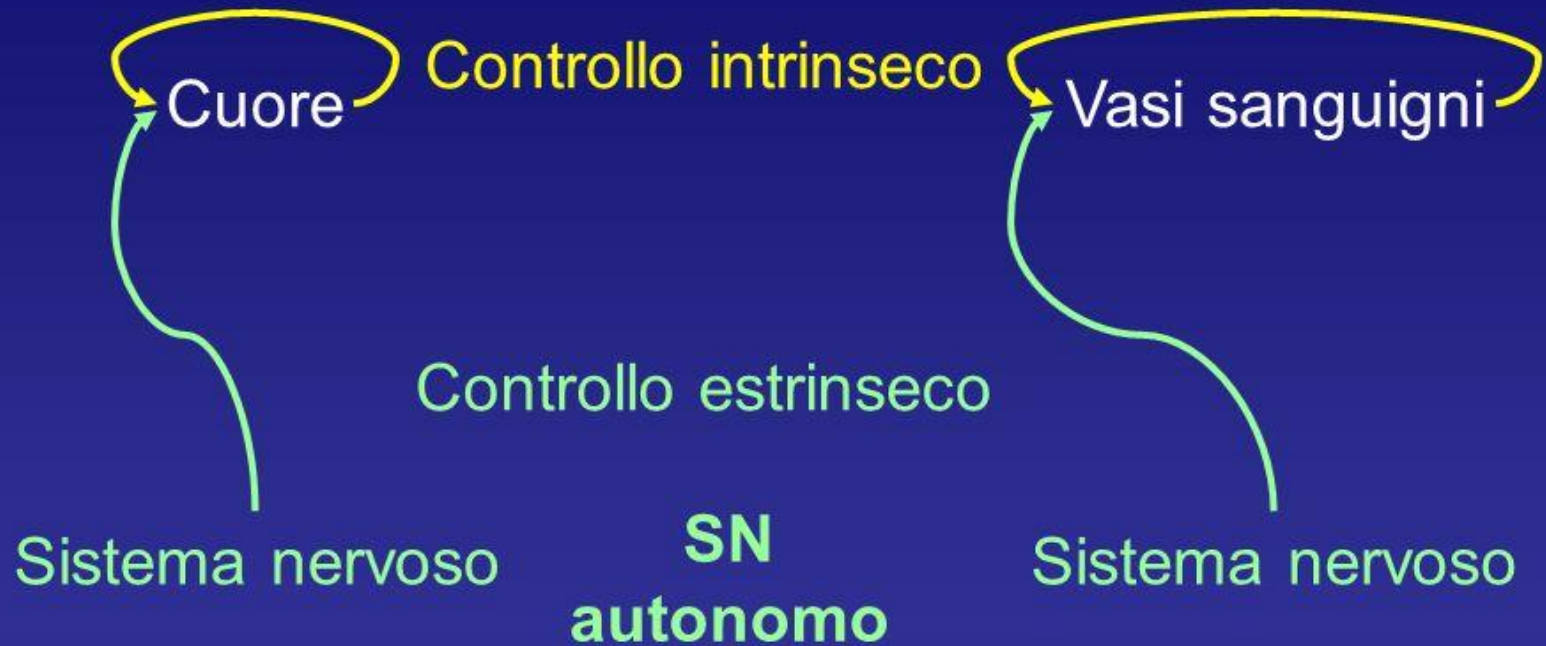 Controllo intrinseco
Cuore
Vasi sanguigni
Controllo estrinseco
Sistema nervoso
SN
autonomo
Sistema nervoso